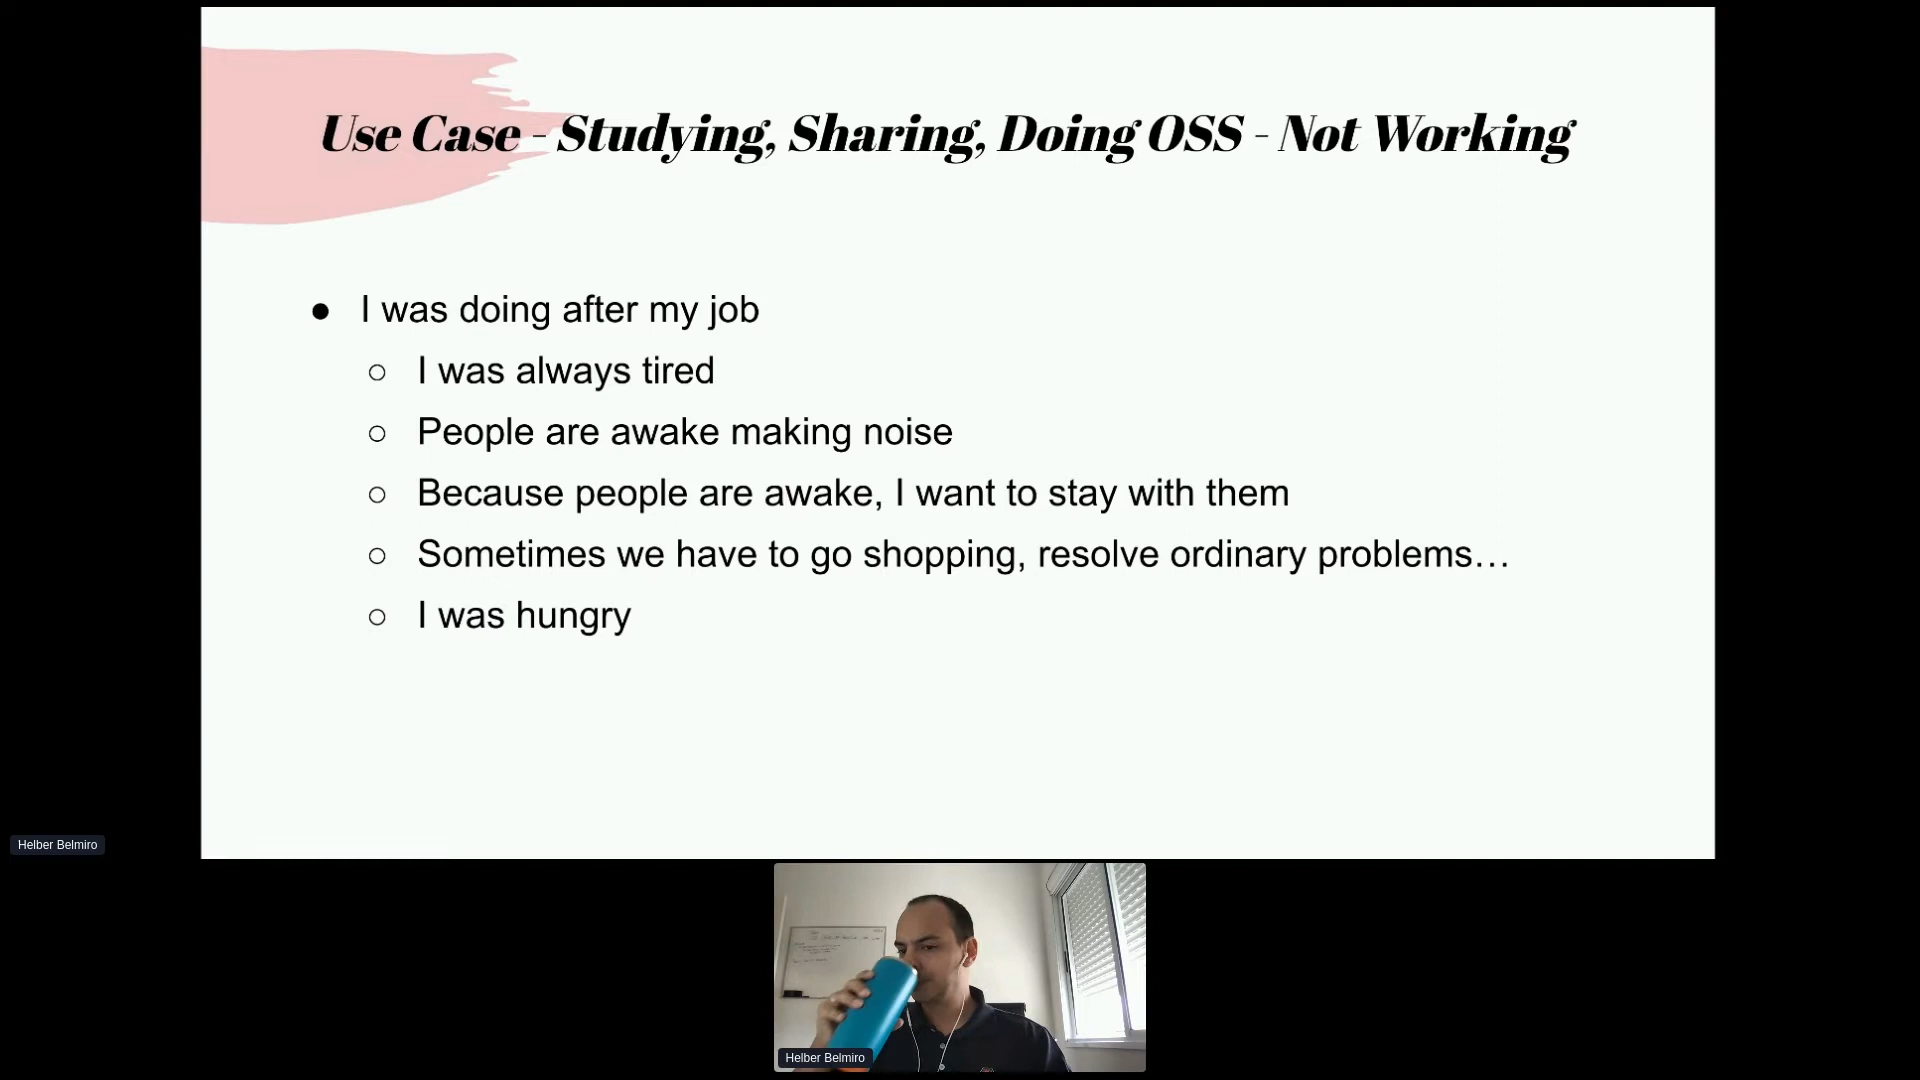 Use Case - Studying, Sharing, Doing OSS - Not Working
● I was doing after my job
○ I was always tired
○ People are awake making noise
○ Because people are awake, I want to stay with them
○ Sometimes we have to go shopping, resolve ordinary problems…
○ I was hungry
Helber Belmiro
Helber Belmiro